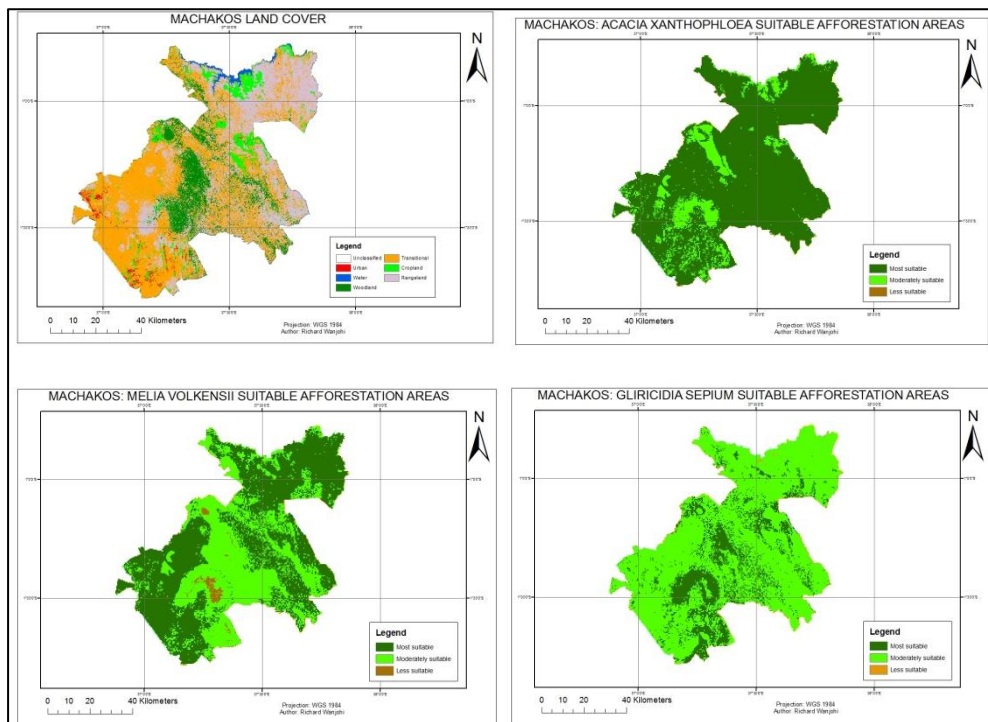 MACHAKOS LAND COVER
N
Legend
Unclassified
Urban
Water
Woodland
Transitional
Cropland
Rangeland
0 10 20 40 Kilometers
Projection: WGS 1984
Author: Richard Wanjohi
MACHAKOS: ACACIA XANTHOPHLOEA SUITABLE AFFORESTATION AREAS
N
Legend
Most suitable
Moderately suitable
Less suitable
0 10 20 40 Kilometers
Projection: WGS 1984
Author: Richard Wanjohi
MACHAKOS: MELIA VOLKENSII SUITABLE AFFORESTATION AREAS
N
Legend
Most suitable
Moderately suitable
Less suitable
0 10 20 40 Kilometers
Projection: WGS 1984
Author: Richard Wanjohi
MACHAKOS: GLIRICIDIA SEPIUM SUITABLE AFFORESTATION AREAS
N
Legend
Most suitable
Moderately suitable
Less suitable
0 10 20 40 Kilometers
Projection: WGS 1984
Author: Richard Wanjohi